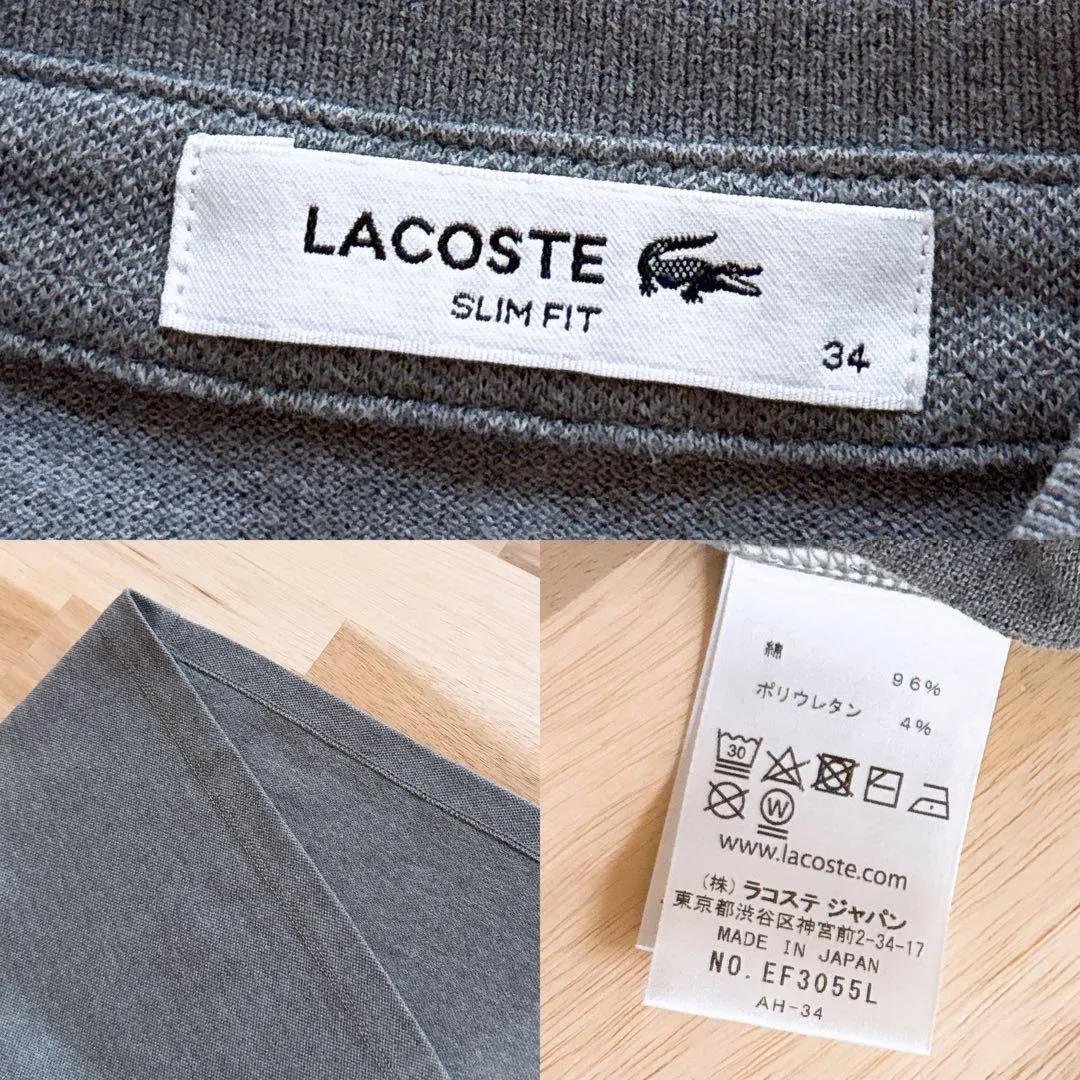 LACOSTE
SLIM FIT
34
綿 96%
ポリウレタン 4%
30
W
www.lacoste.com
(株) ラコステ ジャパン
東京都渋谷区神宮前2-34-17
MADE IN JAPAN
NO. EF3055L
AH-34